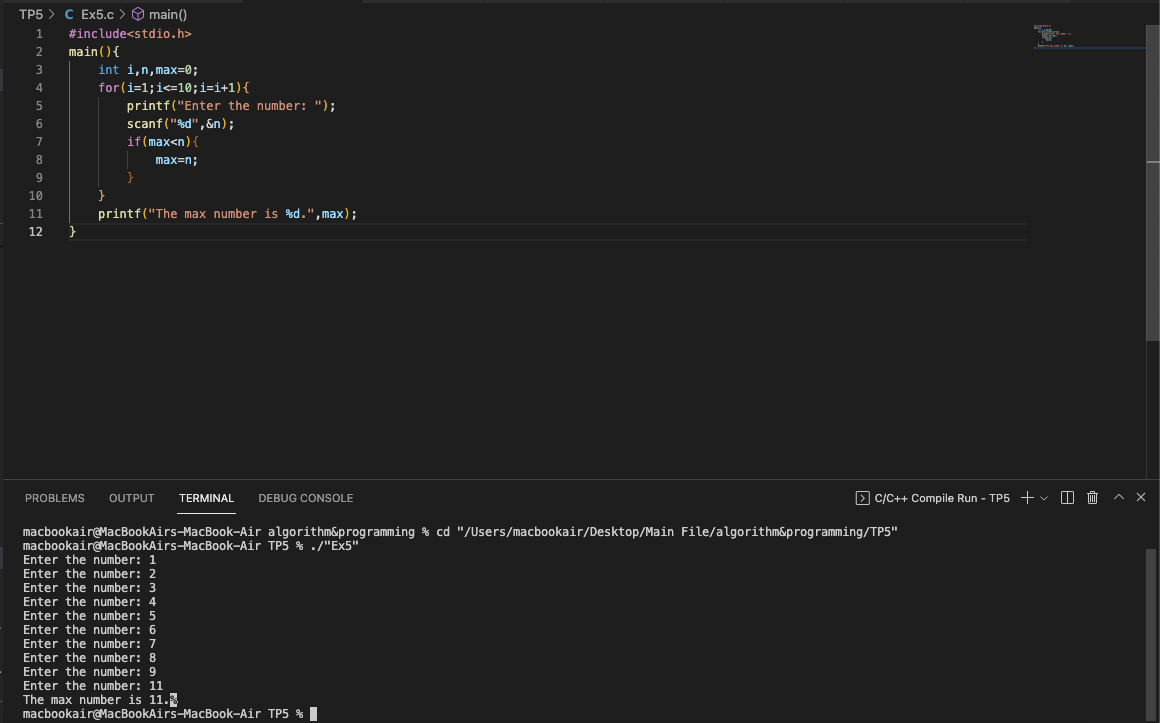 TP5 > C Ex5.c > main()
1 #include<stdio.h>
2 main(){
3 int i,n,max=0;
4 for(i=1;i<=10;i=i+1){
5 printf("Enter the number: ");
6 scanf("%d",&n);
7 if(max<n){
8 max=n;
9 }
10 }
11 printf("The max number is %d.",max);
12 }
PROBLEMS OUTPUT TERMINAL DEBUG CONSOLE C/C++ Compile Run - TP5
macbookair@MacBookAirs-MacBook-Air algorithm&programming % cd "/Users/macbookair/Desktop/Main File/algorithm&programming/TP5"
macbookair@MacBookAirs-MacBook-Air TP5 % ./"Ex5"
Enter the number: 1
Enter the number: 2
Enter the number: 3
Enter the number: 4
Enter the number: 5
Enter the number: 6
Enter the number: 7
Enter the number: 8
Enter the number: 9
Enter the number: 11
The max number is 11.%
macbookair@MacBookAirs-MacBook-Air TP5 %